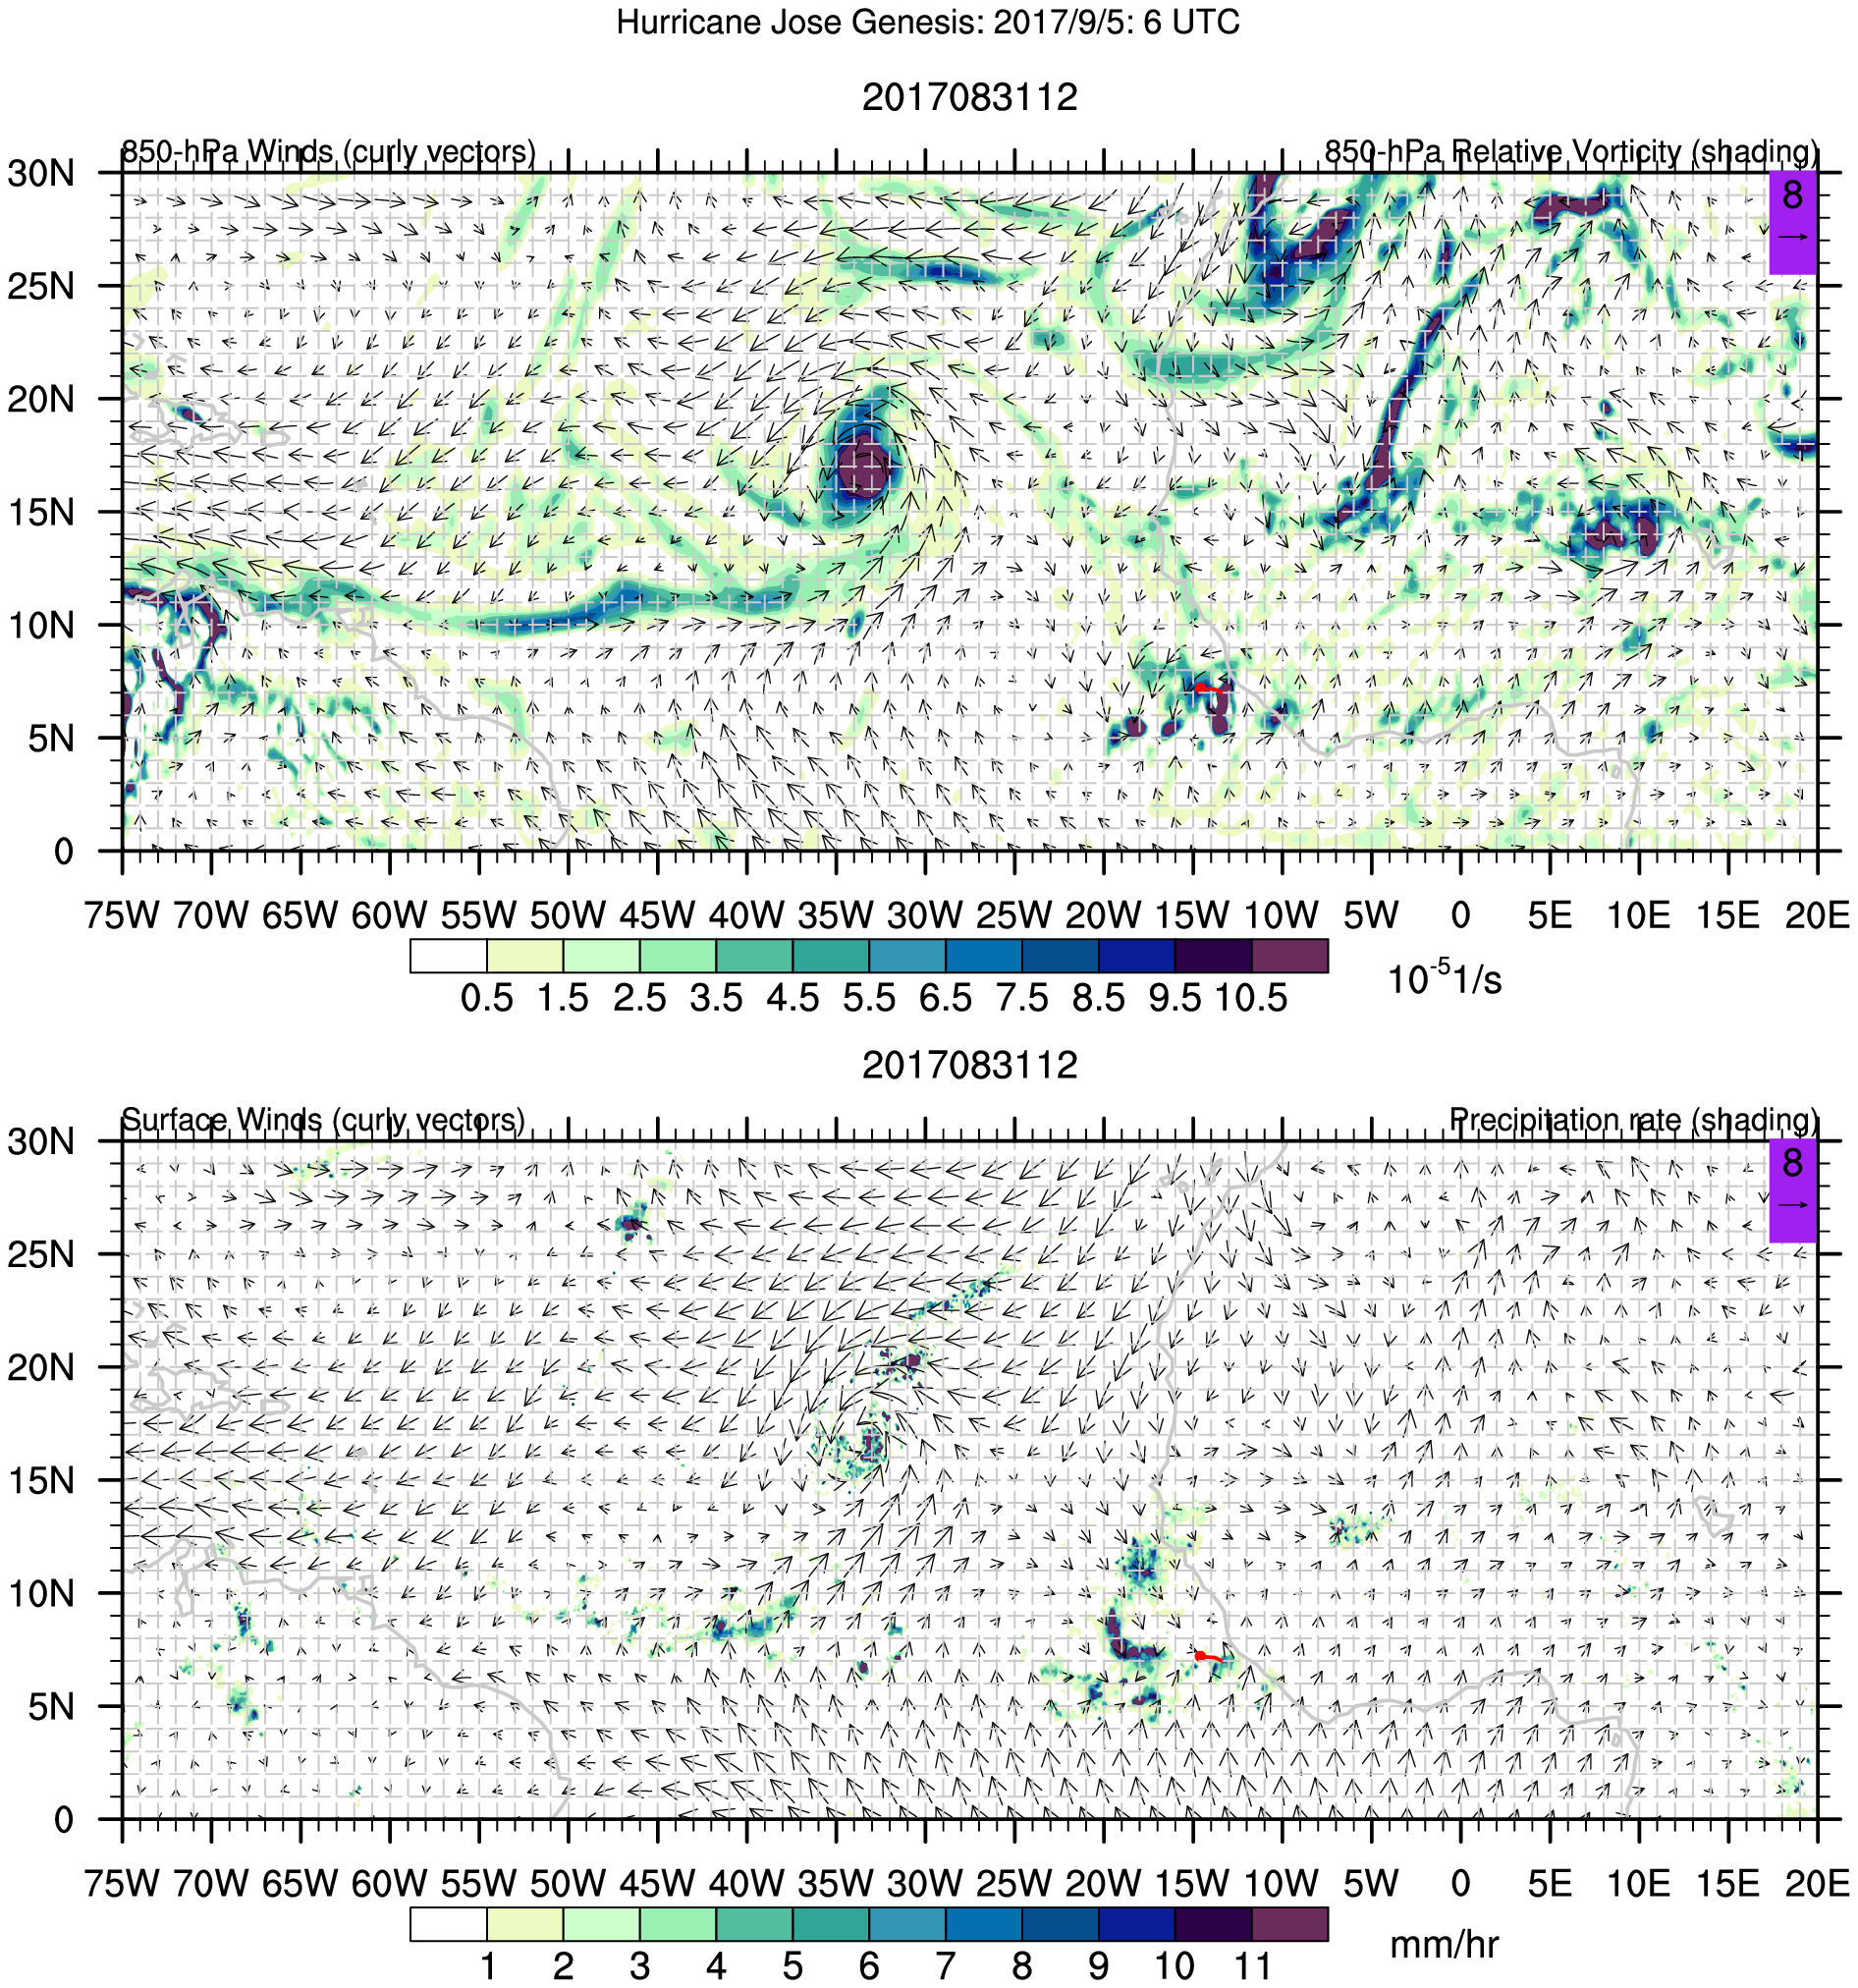 Hurricane Jose Genesis: 2017/9/5: 6 UTC
2017083112
850-hPa Winds (curly vectors) 850-hPa Relative Vorticity (shading)
30N
8
25N
20N
15N
10N
5N
0
75W 70W 65W 60W 55W 50W 45W 40W 35W 30W 25W 20W 15W 10W 5W 0 5E 10E 15E 20E
0.5 1.5 2.5 3.5 4.5 5.5 6.5 7.5 8.5 9.5 10.5
10-5 1/s
2017083112
Surface Winds (curly vectors) Precipitation rate (shading)
30N
8
25N
20N
15N
10N
5N
0
75W 70W 65W 60W 55W 50W 45W 40W 35W 30W 25W 20W 15W 10W 5W 0 5E 10E 15E 20E
1 2 3 4 5 6 7 8 9 10 11
mm/hr